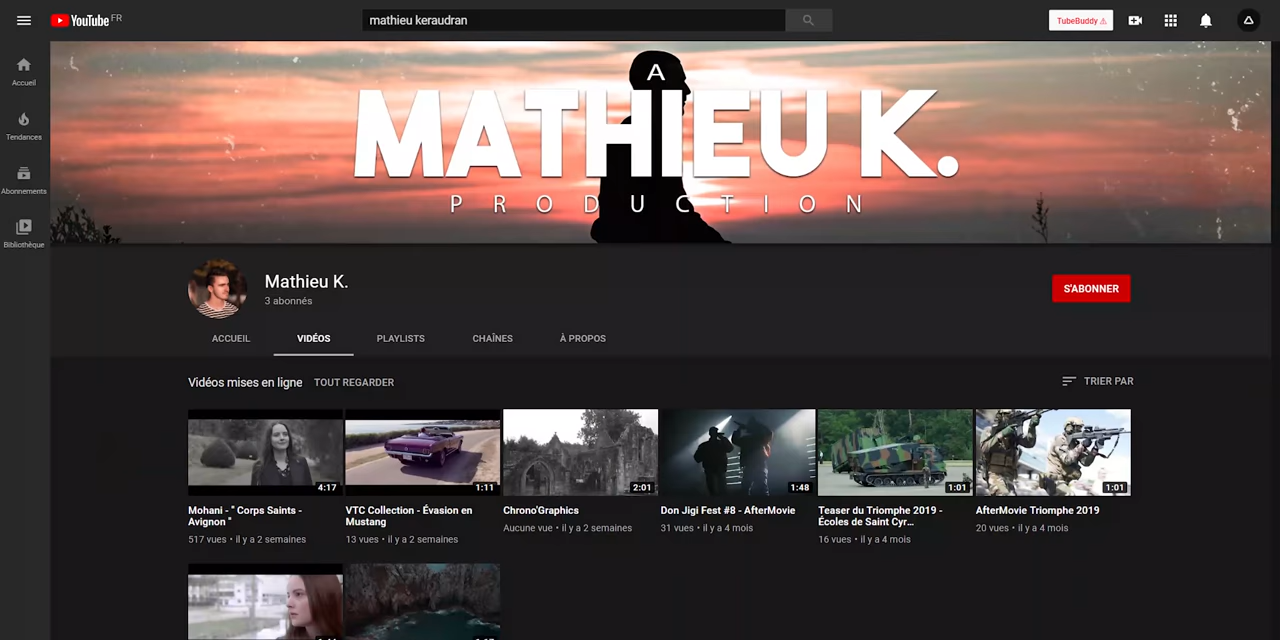 YouTube FR
mathieu keraudran
TubeBuddy ⚠
Accueil
Tendances
Abonnements
Bibliothèque
A
MATHIEU K.
PRODUCTION
Mathieu K.
3 abonnés
S'ABONNER
ACCUEIL VIDÉOS PLAYLISTS CHAÎNES À PROPOS
Vidéos mises en ligne TOUT REGARDER
TRIER PAR
4:17
Mohani - " Corps Saints -
Avignon "
517 vues • il y a 2 semaines
1:11
VTC Collection - Évasion en
Mustang
13 vues • il y a 2 semaines
2:01
Chrono'Graphics
Aucune vue • il y a 2 semaines
1:48
Don Jigi Fest #8 - AfterMovie
31 vues • il y a 4 mois
1:01
Teaser du Triomphe 2019 -
Écoles de Saint Cyr...
16 vues • il y a 4 mois
1:01
AfterMovie Triomphe 2019
20 vues • il y a 4 mois